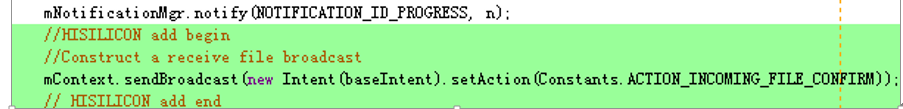 mNotificationMgr.notify(NOTIFICATION_ID_PROGRESS, n);
//HISILICON add begin
//Construct a receive file broadcast
mContext.sendBroadcast(new Intent(baseIntent).setAction(Constants.ACTION_INCOMING_FILE_CONFIRM));
// HISILICON add end